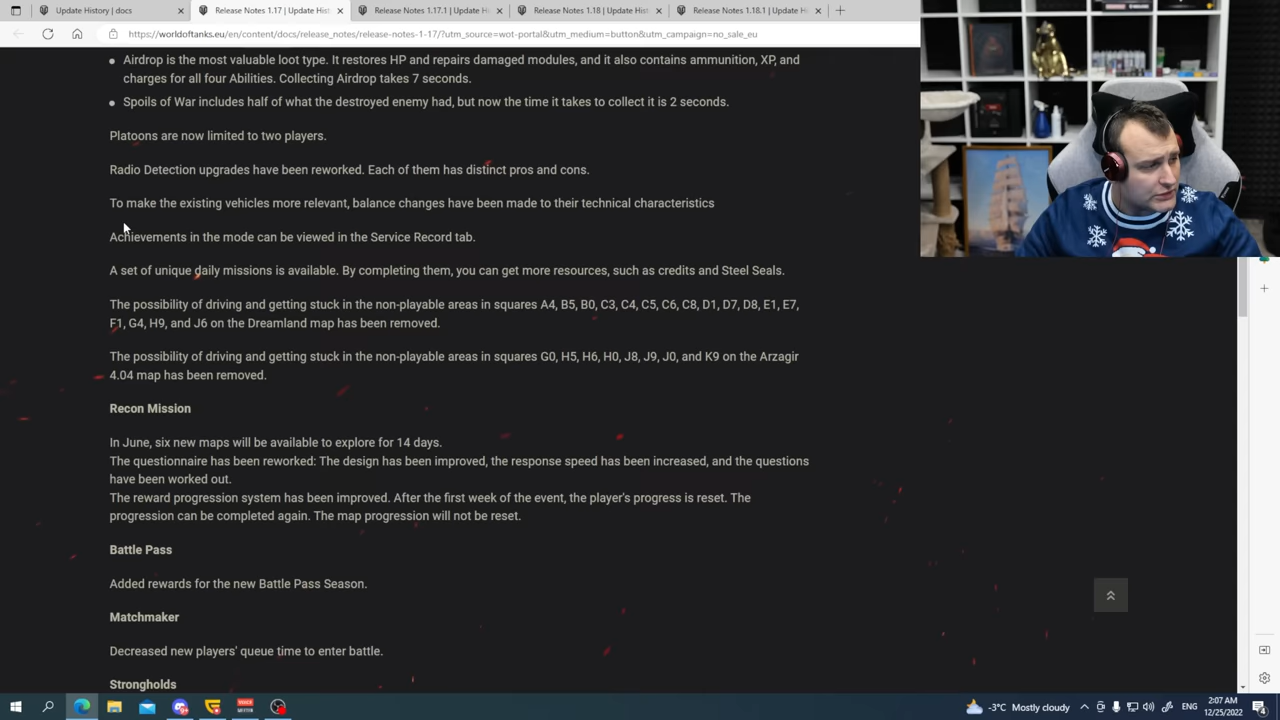 Update History | docs
Release Notes 1.17 | Update Hist
Release Notes 1.17.1 | Update H
Release Notes 1.18 | Update Hist
Release Notes 1.18.1 | Update H
https://worldoftanks.eu/en/content/docs/release_notes/release-notes-1-17/?utm_source=wot-portal&utm_medium=button&utm_campaign=no_sale_eu
Airdrop is the most valuable loot type. It restores HP and repairs damaged modules, and it also contains ammunition, XP, and
charges for all four Abilities. Collecting Airdrop takes 7 seconds.
Spoils of War includes half of what the destroyed enemy had, but now the time it takes to collect it is 2 seconds.
Platoons are now limited to two players.
Radio Detection upgrades have been reworked. Each of them has distinct pros and cons.
To make the existing vehicles more relevant, balance changes have been made to their technical characteristics
Achievements in the mode can be viewed in the Service Record tab.
A set of unique daily missions is available. By completing them, you can get more resources, such as credits and Steel Seals.
The possibility of driving and getting stuck in the non-playable areas in squares A4, B5, B0, C3, C4, C5, C6, C8, D1, D7, D8, E1, E7,
F1, G4, H9, and J6 on the Dreamland map has been removed.
The possibility of driving and getting stuck in the non-playable areas in squares G0, H5, H6, H0, J8, J9, J0, and K9 on the Arzagir
4.04 map has been removed.
Recon Mission
In June, six new maps will be available to explore for 14 days.
The questionnaire has been reworked: The design has been improved, the response speed has been increased, and the questions
have been worked out.
The reward progression system has been improved. After the first week of the event, the player's progress is reset. The
progression can be completed again. The map progression will not be reset.
Battle Pass
Added rewards for the new Battle Pass Season.
Matchmaker
Decreased new players' queue time to enter battle.
Strongholds
-3°C Mostly cloudy
ENG
2:07 AM
12/25/2022
4